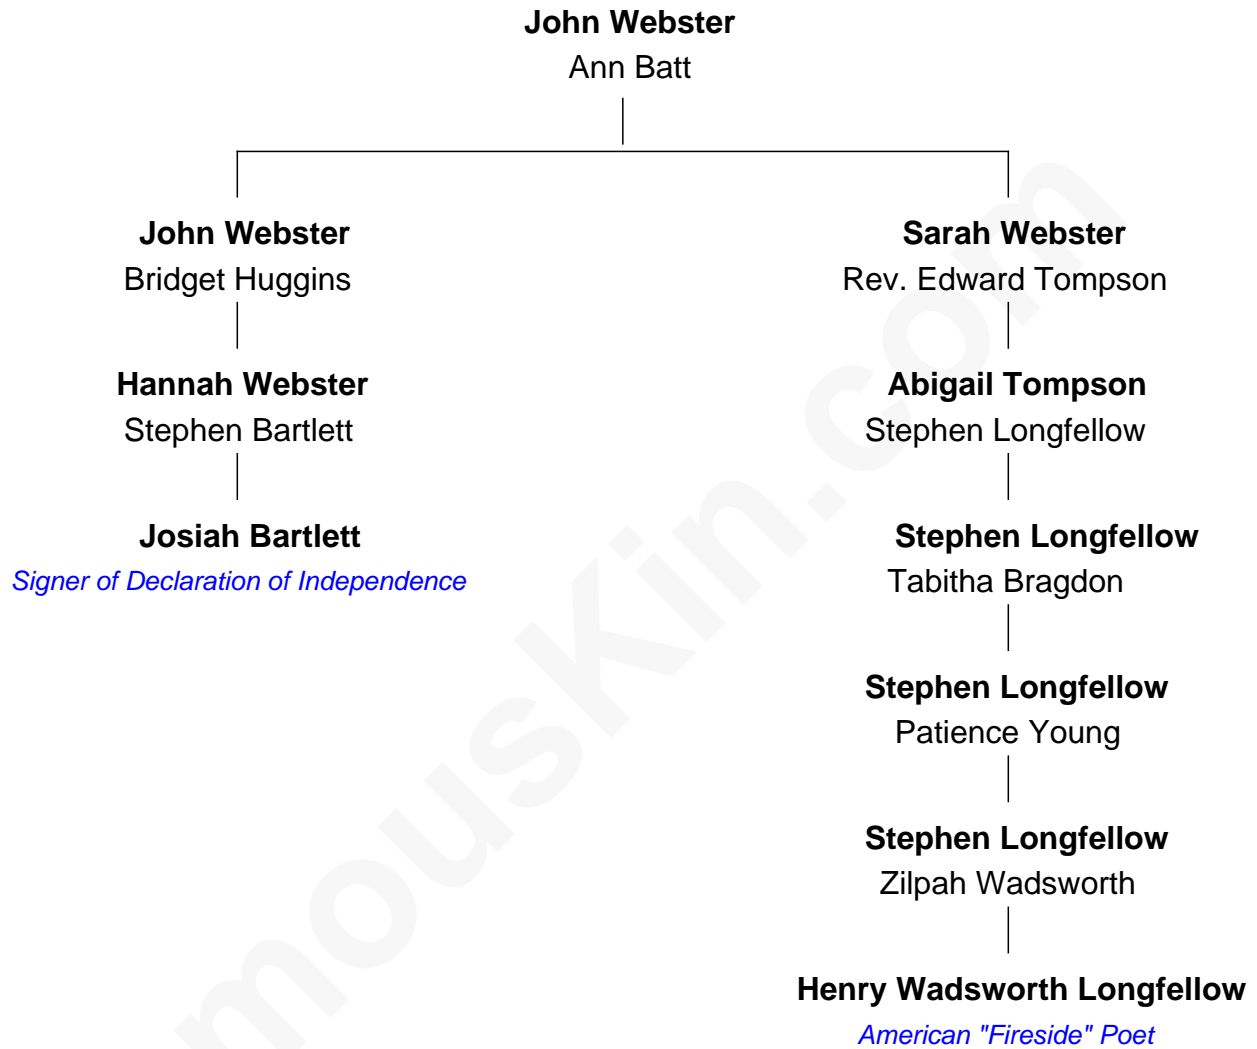 John Webster
Ann Batt
John Webster
Bridget Huggins
Sarah Webster
Rev. Edward Tompson
Hannah Webster
Stephen Bartlett
Abigail Tompson
Stephen Longfellow
Josiah Bartlett
Signer of Declaration of Independence
Stephen Longfellow
Tabitha Bragdon
Stephen Longfellow
Patience Young
Stephen Longfellow
Zilpah Wadsworth
Henry Wadsworth Longfellow
American "Fireside" Poet
mouskin.com